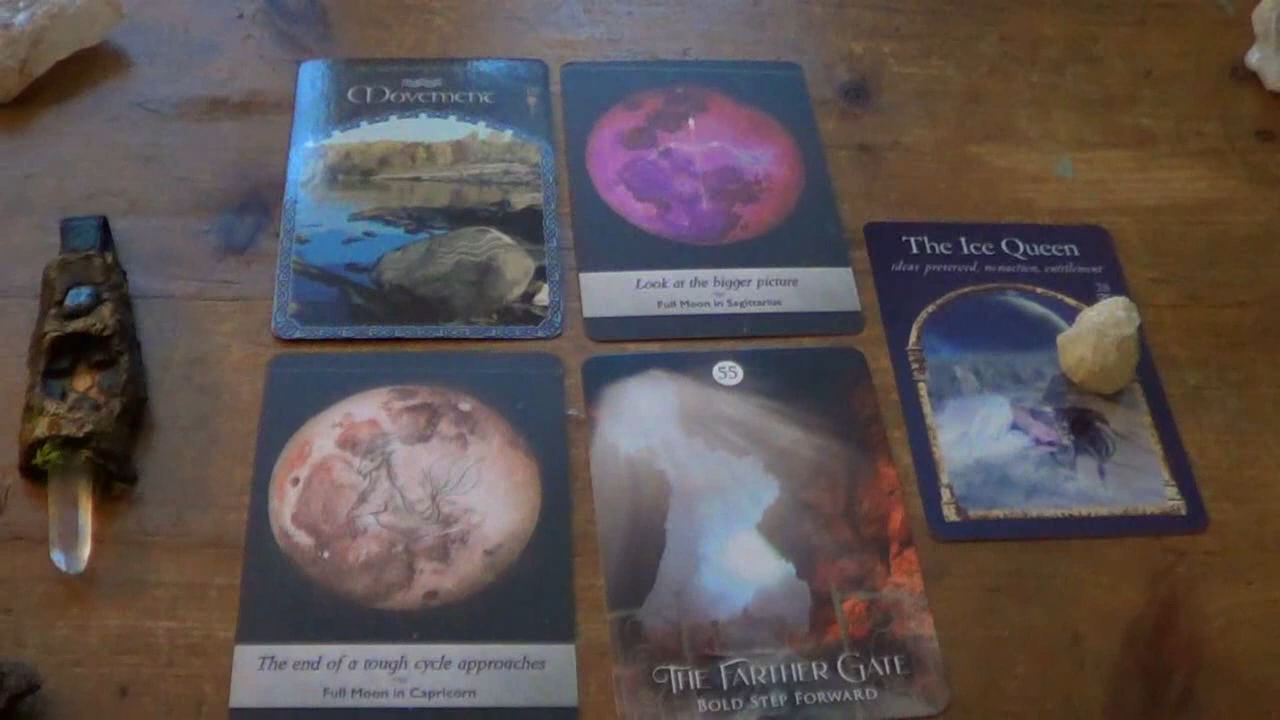 Movement
Look at the bigger picture
Full Moon in Sagittarius
The Ice Queen
ideas preserved, nonaction, entitlement
28
55
The end of a tough cycle approaches
Full Moon in Capricorn
THE FARTHER GATE
BOLD STEP FORWARD